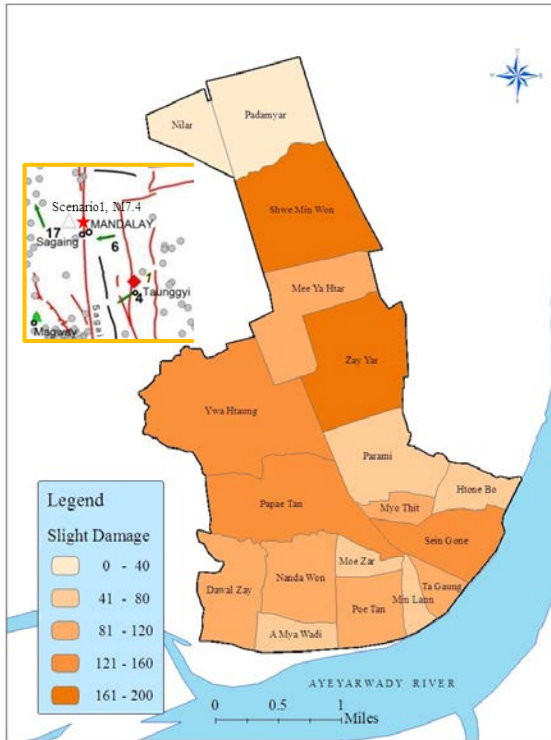 Nilar
Padamyar
Shwe Min Won
Scenario1, M7.4
MANDALAY
17
Sagaing
6
1
4
Taunggyi
Sagai
Magway
Mee Ya Htar
Zay Yar
Ywa Htaung
Parami
Htone Bo
Papae Tan
Myo Thit
Sein Gone
Moe Zar
Dawal Zay
Nanda Won
Poe Tan
Min Lann
Ta Gaung
A Mya Wadi
Legend
Slight Damage
0 - 40
41 - 80
81 - 120
121 - 160
161 - 200
AYEYARWADY RIVER
0 0.5 1
Miles